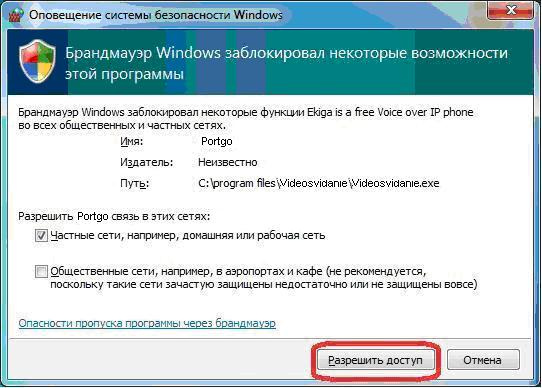 Оповещение системы безопасности Windows
Брандмауэр Windows заблокировал некоторые возможности
этой программы
Брандмауэр Windows заблокировал некоторые функции Ekiga is a free Voice over IP phone
во всех общественных и частных сетях.
Имя: Portgo
Издатель: Неизвестно
Путь: C:\program files\Videosvidanie\Videosvidanie.exe
Разрешить Portgo связь в этих сетях:
Частные сети, например, домашняя или рабочая сеть
Общественные сети, например, в аэропортах и кафе (не рекомендуется,
поскольку такие сети зачастую защищены недостаточно или не защищены вовсе)
Опасности пропуска программы через брандмауэр
Разрешить доступ Отмена